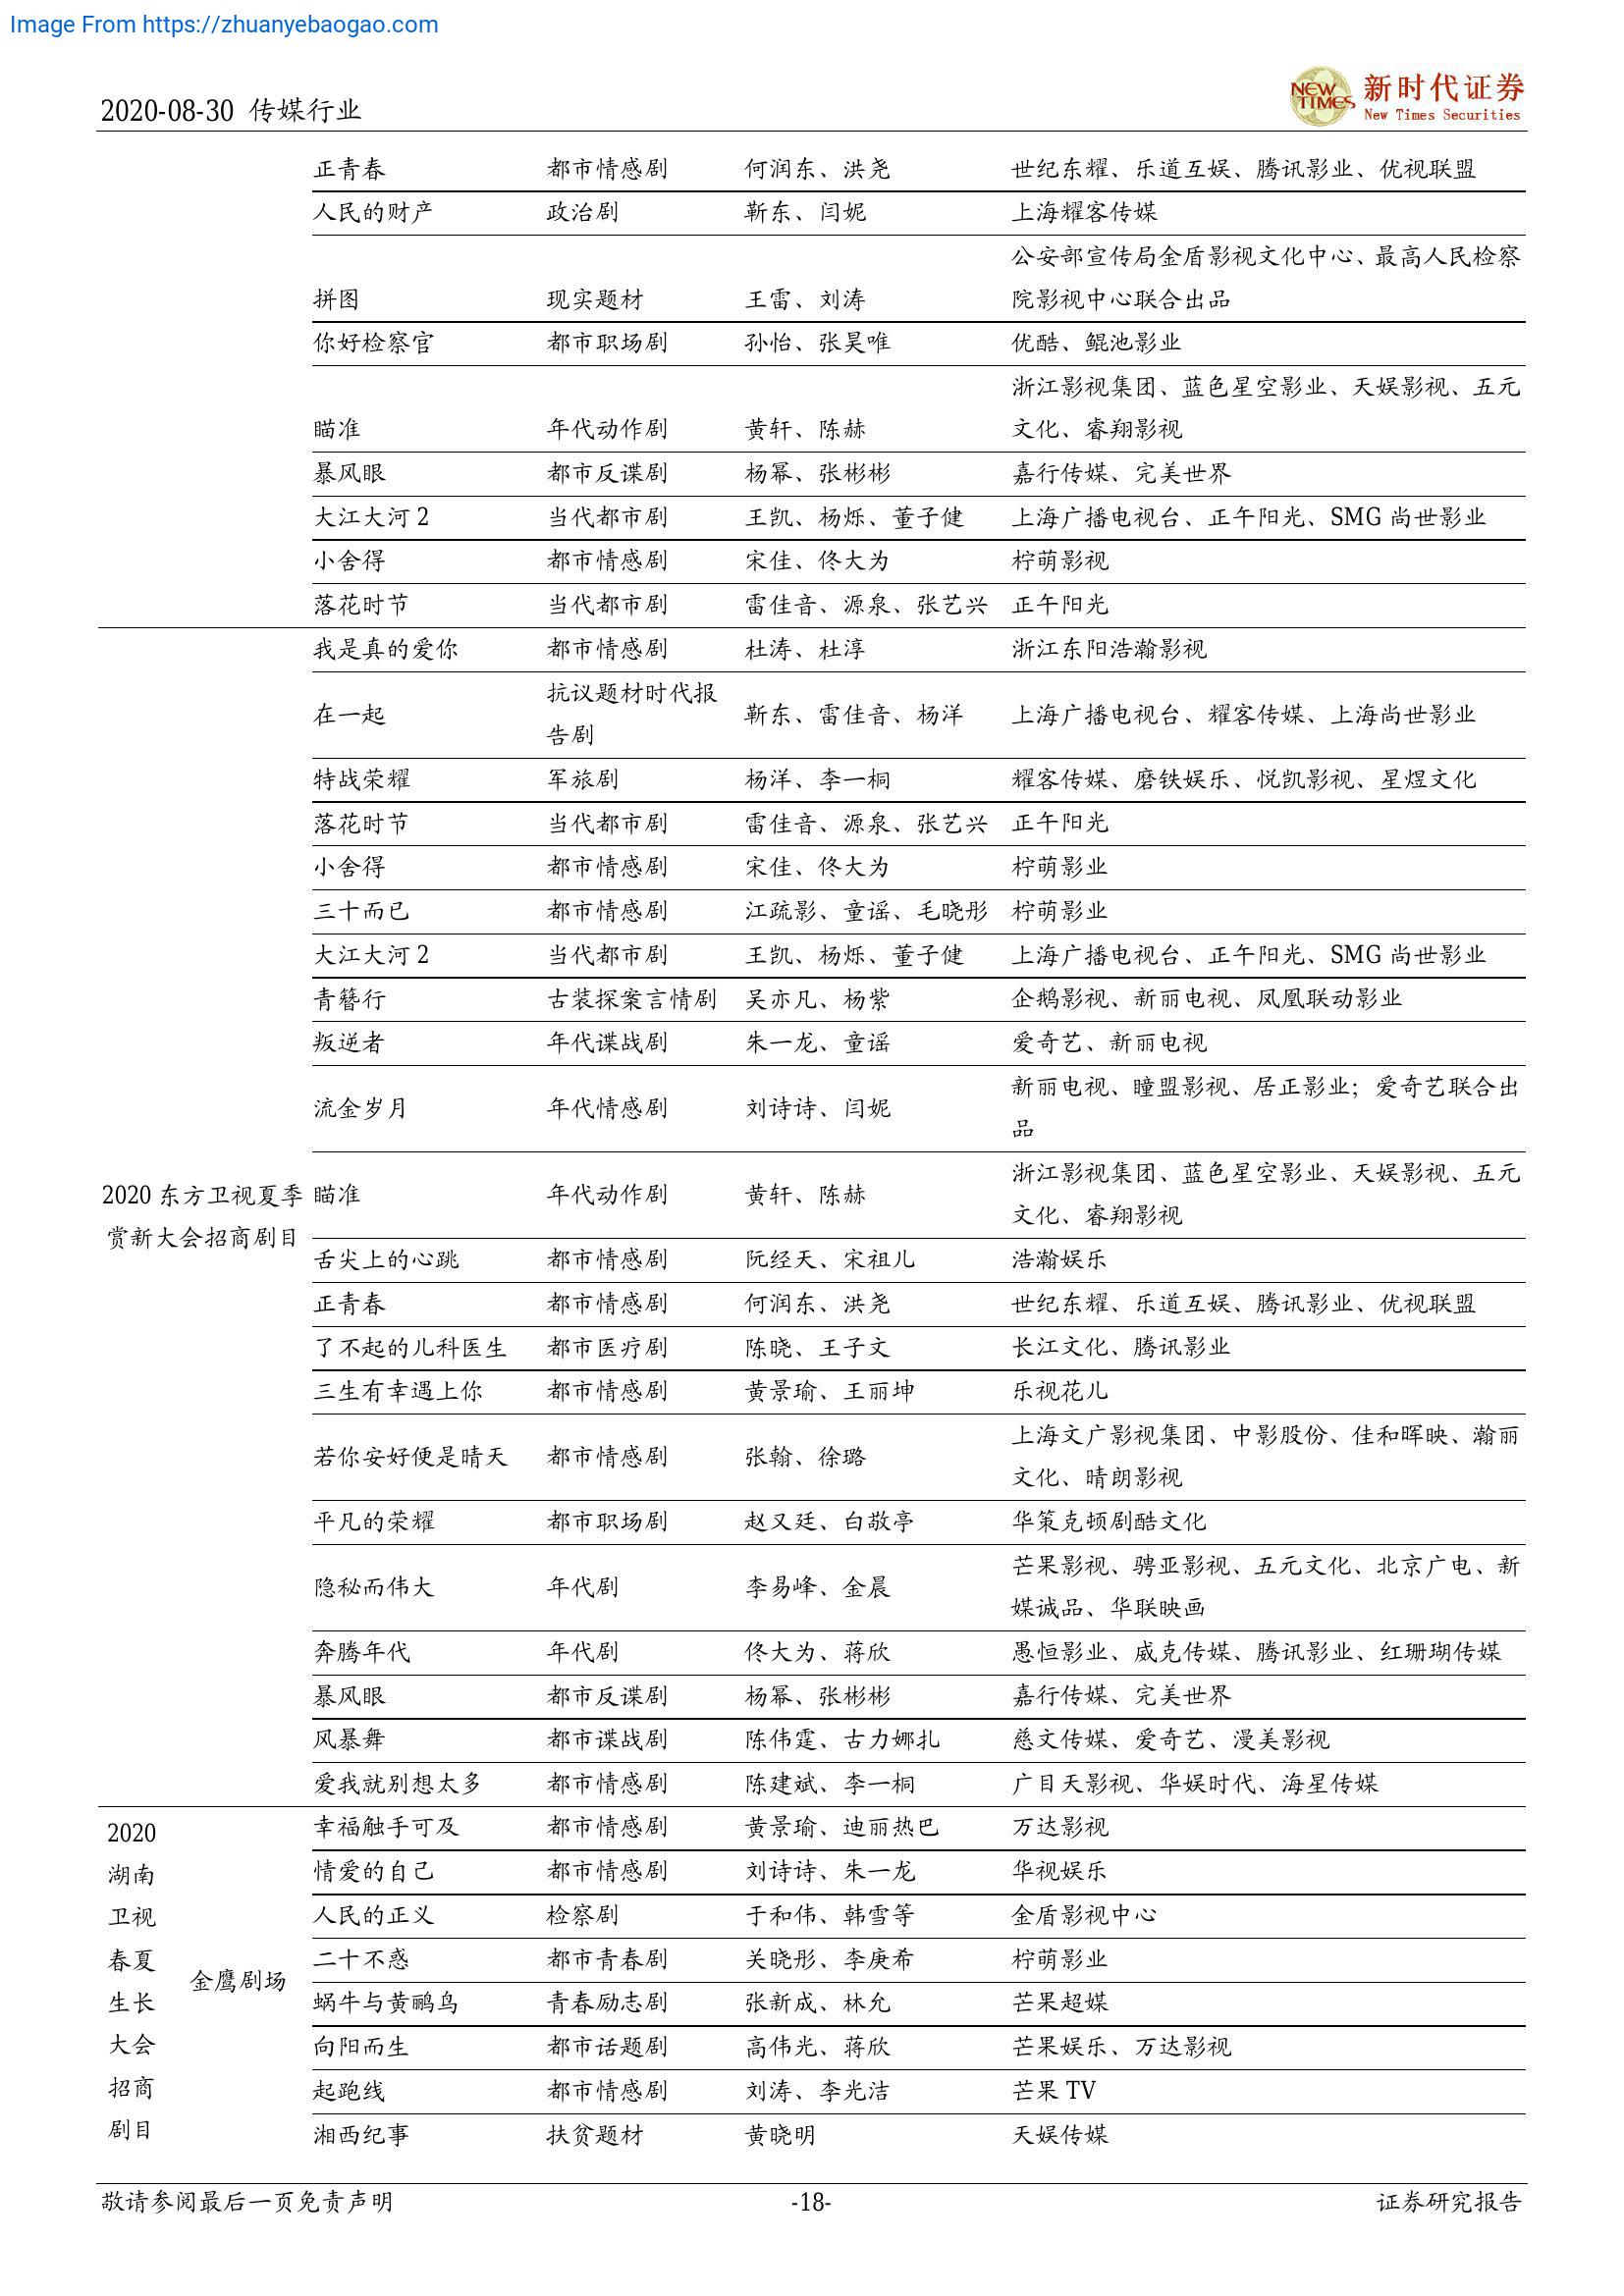 Image From https://zhuanyebaogao.com
2020-08-30 传媒行业
NEW TIMES
新时代证券
New Times Securities
正青春 都市情感剧 何润东、洪尧 世纪东耀、乐道互娱、腾讯影业、优视联盟
人民的财产 政治剧 靳东、闫妮 上海耀客传媒
公安部宣传局金盾影视文化中心、最高人民检察
拼图 现实题材 王雷、刘涛 院影视中心联合出品
你好检察官 都市职场剧 孙怡、张昊唯 优酷、鲲池影业
浙江影视集团、蓝色星空影业、天娱影视、五元
瞄准 年代动作剧 黄轩、陈赫 文化、睿翔影视
暴风眼 都市反谍剧 杨幂、张彬彬 嘉行传媒、完美世界
大江大河 2 当代都市剧 王凯、杨烁、董子健 上海广播电视台、正午阳光、SMG 尚世影业
小舍得 都市情感剧 宋佳、佟大为 柠萌影视
落花时节 当代都市剧 雷佳音、源泉、张艺兴 正午阳光
我是真的爱你 都市情感剧 杜涛、杜淳 浙江东阳浩瀚影视
抗议题材时代报
在一起 靳东、雷佳音、杨洋 上海广播电视台、耀客传媒、上海尚世影业
告剧
特战荣耀 军旅剧 杨洋、李一桐 耀客传媒、磨铁娱乐、悦凯影视、星煜文化
落花时节 当代都市剧 雷佳音、源泉、张艺兴 正午阳光
小舍得 都市情感剧 宋佳、佟大为 柠萌影业
三十而已 都市情感剧 江疏影、童谣、毛晓彤 柠萌影业
大江大河 2 当代都市剧 王凯、杨烁、董子健 上海广播电视台、正午阳光、SMG 尚世影业
青簪行 古装探案言情剧 吴亦凡、杨紫 企鹅影视、新丽电视、凤凰联动影业
叛逆者 年代谍战剧 朱一龙、童谣 爱奇艺、新丽电视
新丽电视、瞳盟影视、居正影业；爱奇艺联合出
流金岁月 年代情感剧 刘诗诗、闫妮
品
浙江影视集团、蓝色星空影业、天娱影视、五元
2020 东方卫视夏季 瞄准 年代动作剧 黄轩、陈赫
文化、睿翔影视
赏新大会招商剧目
舌尖上的心跳 都市情感剧 阮经天、宋祖儿 浩瀚娱乐
正青春 都市情感剧 何润东、洪尧 世纪东耀、乐道互娱、腾讯影业、优视联盟
了不起的儿科医生 都市医疗剧 陈晓、王子文 长江文化、腾讯影业
三生有幸遇上你 都市情感剧 黄景瑜、王丽坤 乐视花儿
上海文广影视集团、中影股份、佳和晖映、瀚丽
若你安好便是晴天 都市情感剧 张翰、徐璐
文化、晴朗影视
平凡的荣耀 都市职场剧 赵又廷、白敬亭 华策克顿剧酷文化
芒果影视、骋亚影视、五元文化、北京广电、新
隐秘而伟大 年代剧 李易峰、金晨
媒诚品、华联映画
奔腾年代 年代剧 佟大为、蒋欣 愚恒影业、威克传媒、腾讯影业、红珊瑚传媒
暴风眼 都市反谍剧 杨幂、张彬彬 嘉行传媒、完美世界
风暴舞 都市谍战剧 陈伟霆、古力娜扎 慈文传媒、爱奇艺、漫美影视
爱我就别想太多 都市情感剧 陈建斌、李一桐 广目天影视、华娱时代、海星传媒
2020 幸福触手可及 都市情感剧 黄景瑜、迪丽热巴 万达影视
湖南 情爱的自己 都市情感剧 刘诗诗、朱一龙 华视娱乐
卫视 人民的正义 检察剧 于和伟、韩雪等 金盾影视中心
春夏 二十不惑 都市青春剧 关晓彤、李庚希 柠萌影业
金鹰剧场
生长 蜗牛与黄鹂鸟 青春励志剧 张新成、林允 芒果超媒
大会 向阳而生 都市话题剧 高伟光、蒋欣 芒果娱乐、万达影视
招商 起跑线 都市情感剧 刘涛、李光洁 芒果 TV
剧目 湘西纪事 扶贫题材 黄晓明 天娱传媒
敬请参阅最后一页免责声明 -18- 证券研究报告